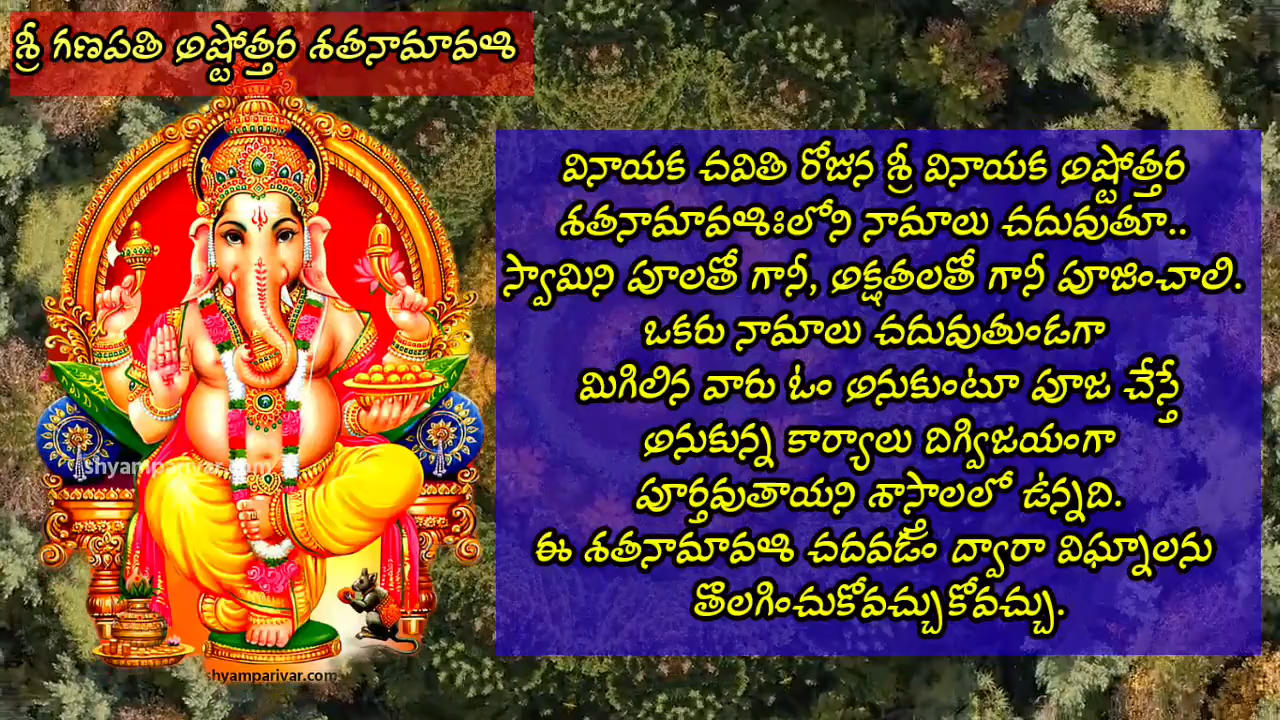 శ్రీ గణపతి అష్టోత్తర శతనామావళి
వినాయక చవితి రోజున శ్రీ వినాయక అష్టోత్తర
శతనామావళిఃలోని నామాలు చదువుతూ..
స్వామిని పూలతో గానీ, అక్షతలతో గానీ పూజించాలి.
ఒకరు నామాలు చదువుతుండగా
మిగిలిన వారు ఓం అనుకుంటూ పూజ చేస్తే
అనుకున్న కార్యాలు దిగ్విజయంగా
పూర్తవుతాయని శాస్త్రాలలో ఉన్నది.
ఈ శతనామావళి చదవడం ద్వారా విఘ్నాలను
తొలగించుకోవచ్చుకోవచ్చు.
shyamparivar.com
shyamparivar.com